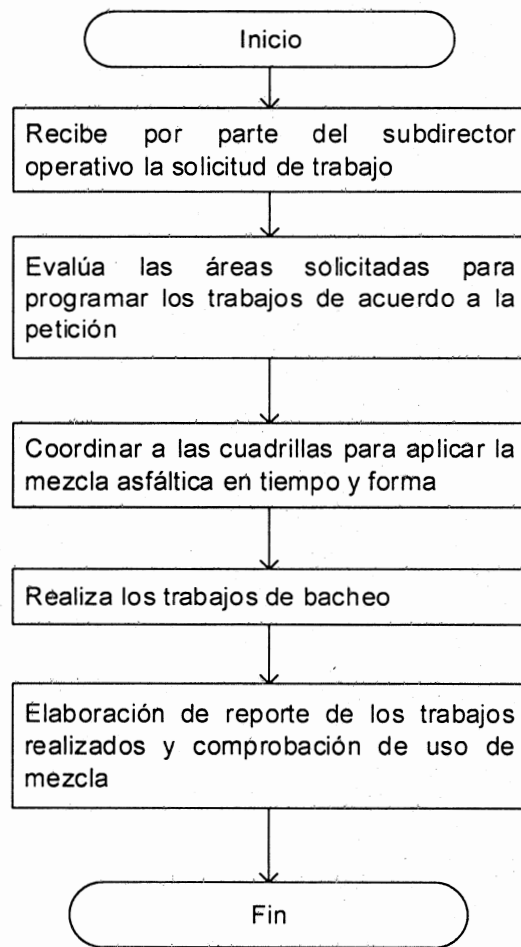 Inicio
Recibe por parte del subdirector
operativo la solicitud de trabajo
Evalúa las áreas solicitadas para
programar los trabajos de acuerdo a la
petición
Coordinar a las cuadrillas para aplicar la
mezcla asfáltica en tiempo y forma
Realiza los trabajos de bacheo
Elaboración de reporte de los trabajos
realizados y comprobación de uso de
mezcla
Fin